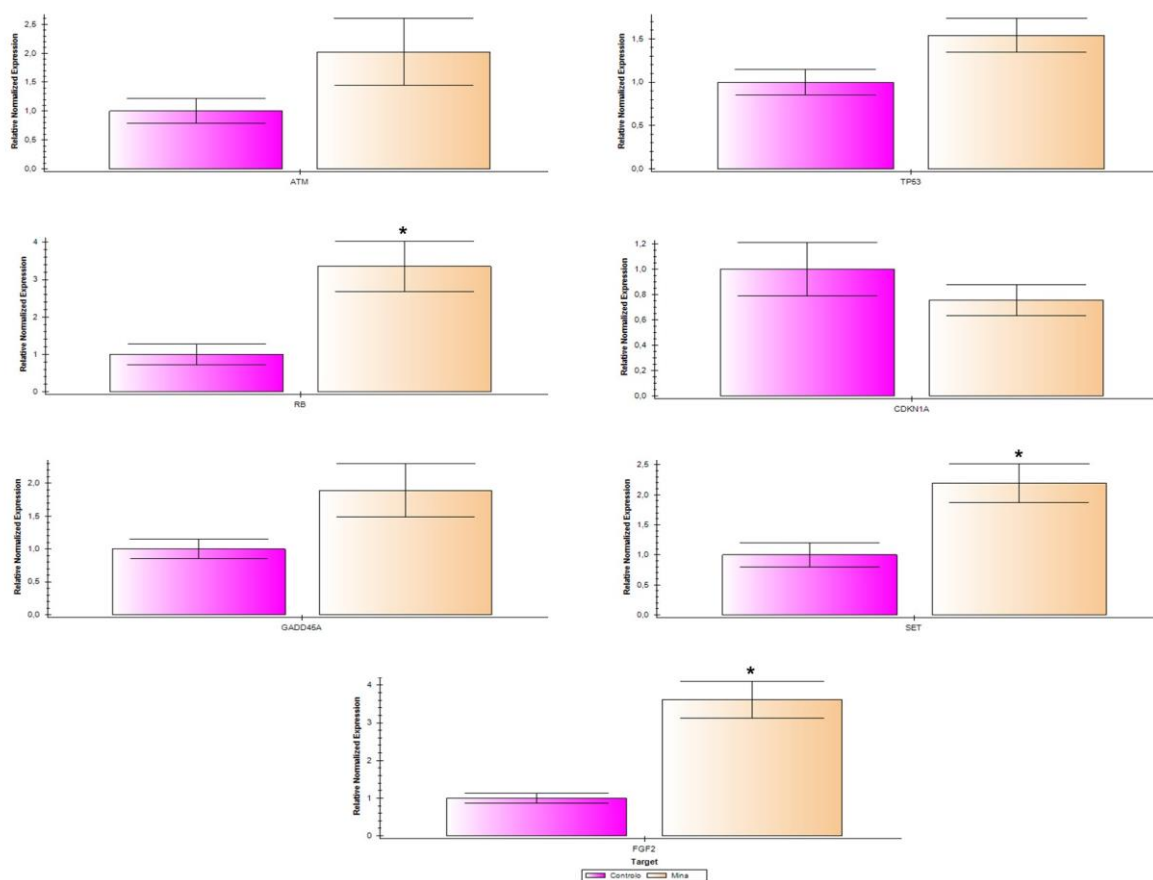 Relative Normalized Expression
2,5
2,0
1,5
1,0
0,5
0,0
ATM
Relative Normalized Expression
1,5
1,0
0,5
0,0
TP53
Relative Normalized Expression
4
3
2
1
0
*
RB
Relative Normalized Expression
1,2
1,0
0,8
0,6
0,4
0,2
0,0
CDKN1A
Relative Normalized Expression
2,0
1,5
1,0
0,5
0,0
GADD45A
Relative Normalized Expression
2,5
2,0
1,5
1,0
0,5
0,0
*
SET
Relative Normalized Expression
4
3
2
1
0
*
FGF2
Target
Controlo Mina